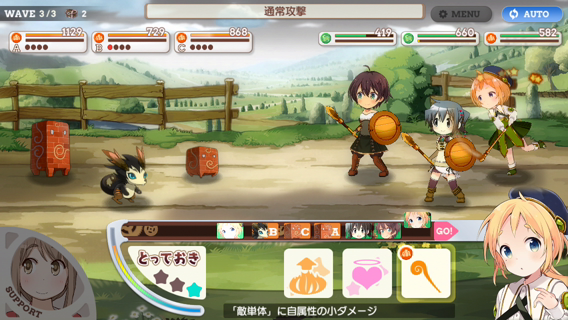 WAVE 3/3 2
通常攻撃
MENU
AUTO
A 1129
B 729
C 868
419
660
582
B C A GO!
とっておき
SUPPORT
「敵単体」に自属性の小ダメージ